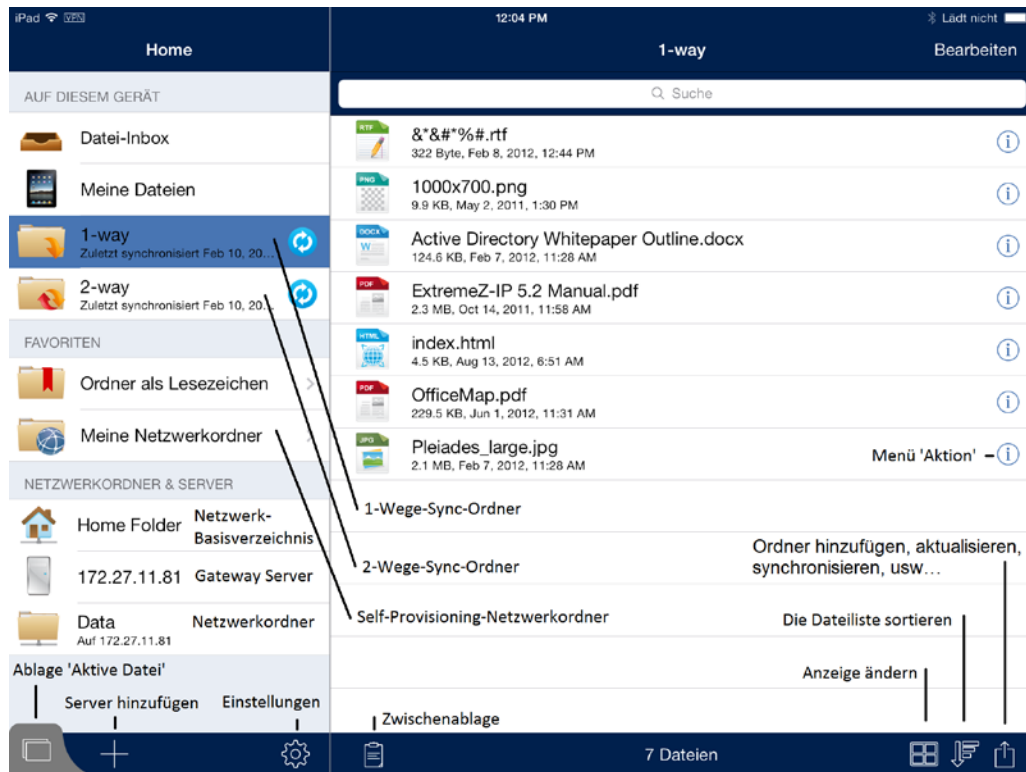 iPad VPN
12:04 PM
Lädt nicht
Home
1-way
Bearbeiten
AUF DIESEM GERÄT
Datei-Inbox
Meine Dateien
1-way
Zuletzt synchronisiert Feb 10, 20...
2-way
Zuletzt synchronisiert Feb 10, 20...
FAVORITEN
Ordner als Lesezeichen
Meine Netzwerkordner
NETZWERKORDNER & SERVER
Home Folder
Netzwerk-
Basisverzeichnis
172.27.11.81
Gateway Server
Data
Auf 172.27.11.81
Netzwerkordner
Ablage 'Aktive Datei'
Server hinzufügen
Einstellungen
Suche
RTF
&*&#*%#.rtf
322 Byte, Feb 8, 2012, 12:44 PM
PNG
1000x700.png
9.9 KB, May 2, 2011, 1:30 PM
DOCX
W
Active Directory Whitepaper Outline.docx
124.6 KB, Feb 7, 2012, 11:28 AM
PDF
ExtremeZ-IP 5.2 Manual.pdf
2.3 MB, Oct 14, 2011, 11:58 AM
HTML
index.html
4.5 KB, Aug 13, 2012, 6:51 AM
PDF
OfficeMap.pdf
229.5 KB, Jun 1, 2012, 11:31 AM
JPG
Pleiades_large.jpg
2.1 MB, Feb 7, 2012, 11:28 AM
Menü 'Aktion'
1-Wege-Sync-Ordner
2-Wege-Sync-Ordner
Ordner hinzufügen, aktualisieren,
synchronisieren, usw...
Self-Provisioning-Netzwerkordner
Die Dateiliste sortieren
Anzeige ändern
Zwischenablage
7 Dateien